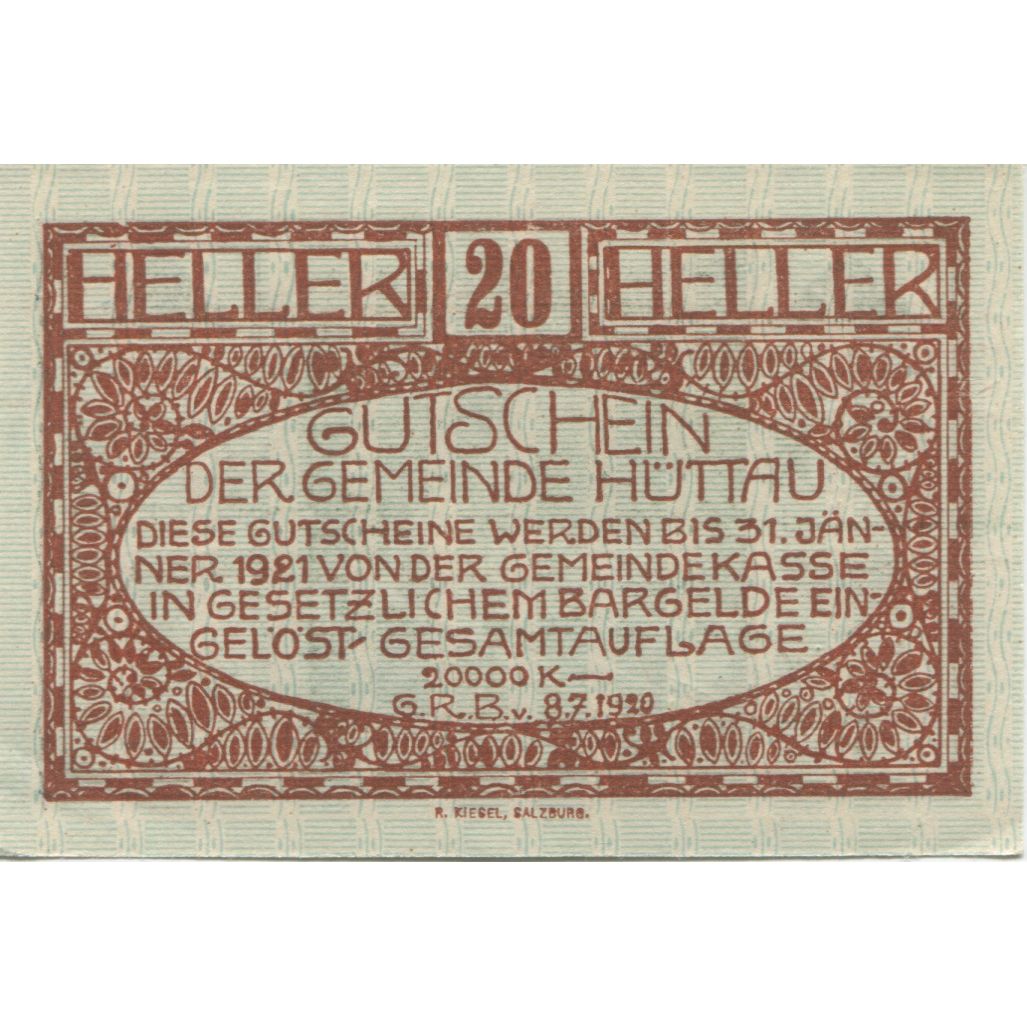 HELLER 20 HELLER
GUTSCHEIN
DER GEMEINDE HÜTTAU
DIESE GUTSCHEINE WERDEN BIS 31. JÄN-
NER 1921 VON DER GEMEINDEKASSE
IN GESETZLICHEM BARGELDE EIN-
GELÖST- GESAMTAUFLAGE
20000 K—
G.R.B. v. 8.7.1920
R. KIESEL, SALZBURG.